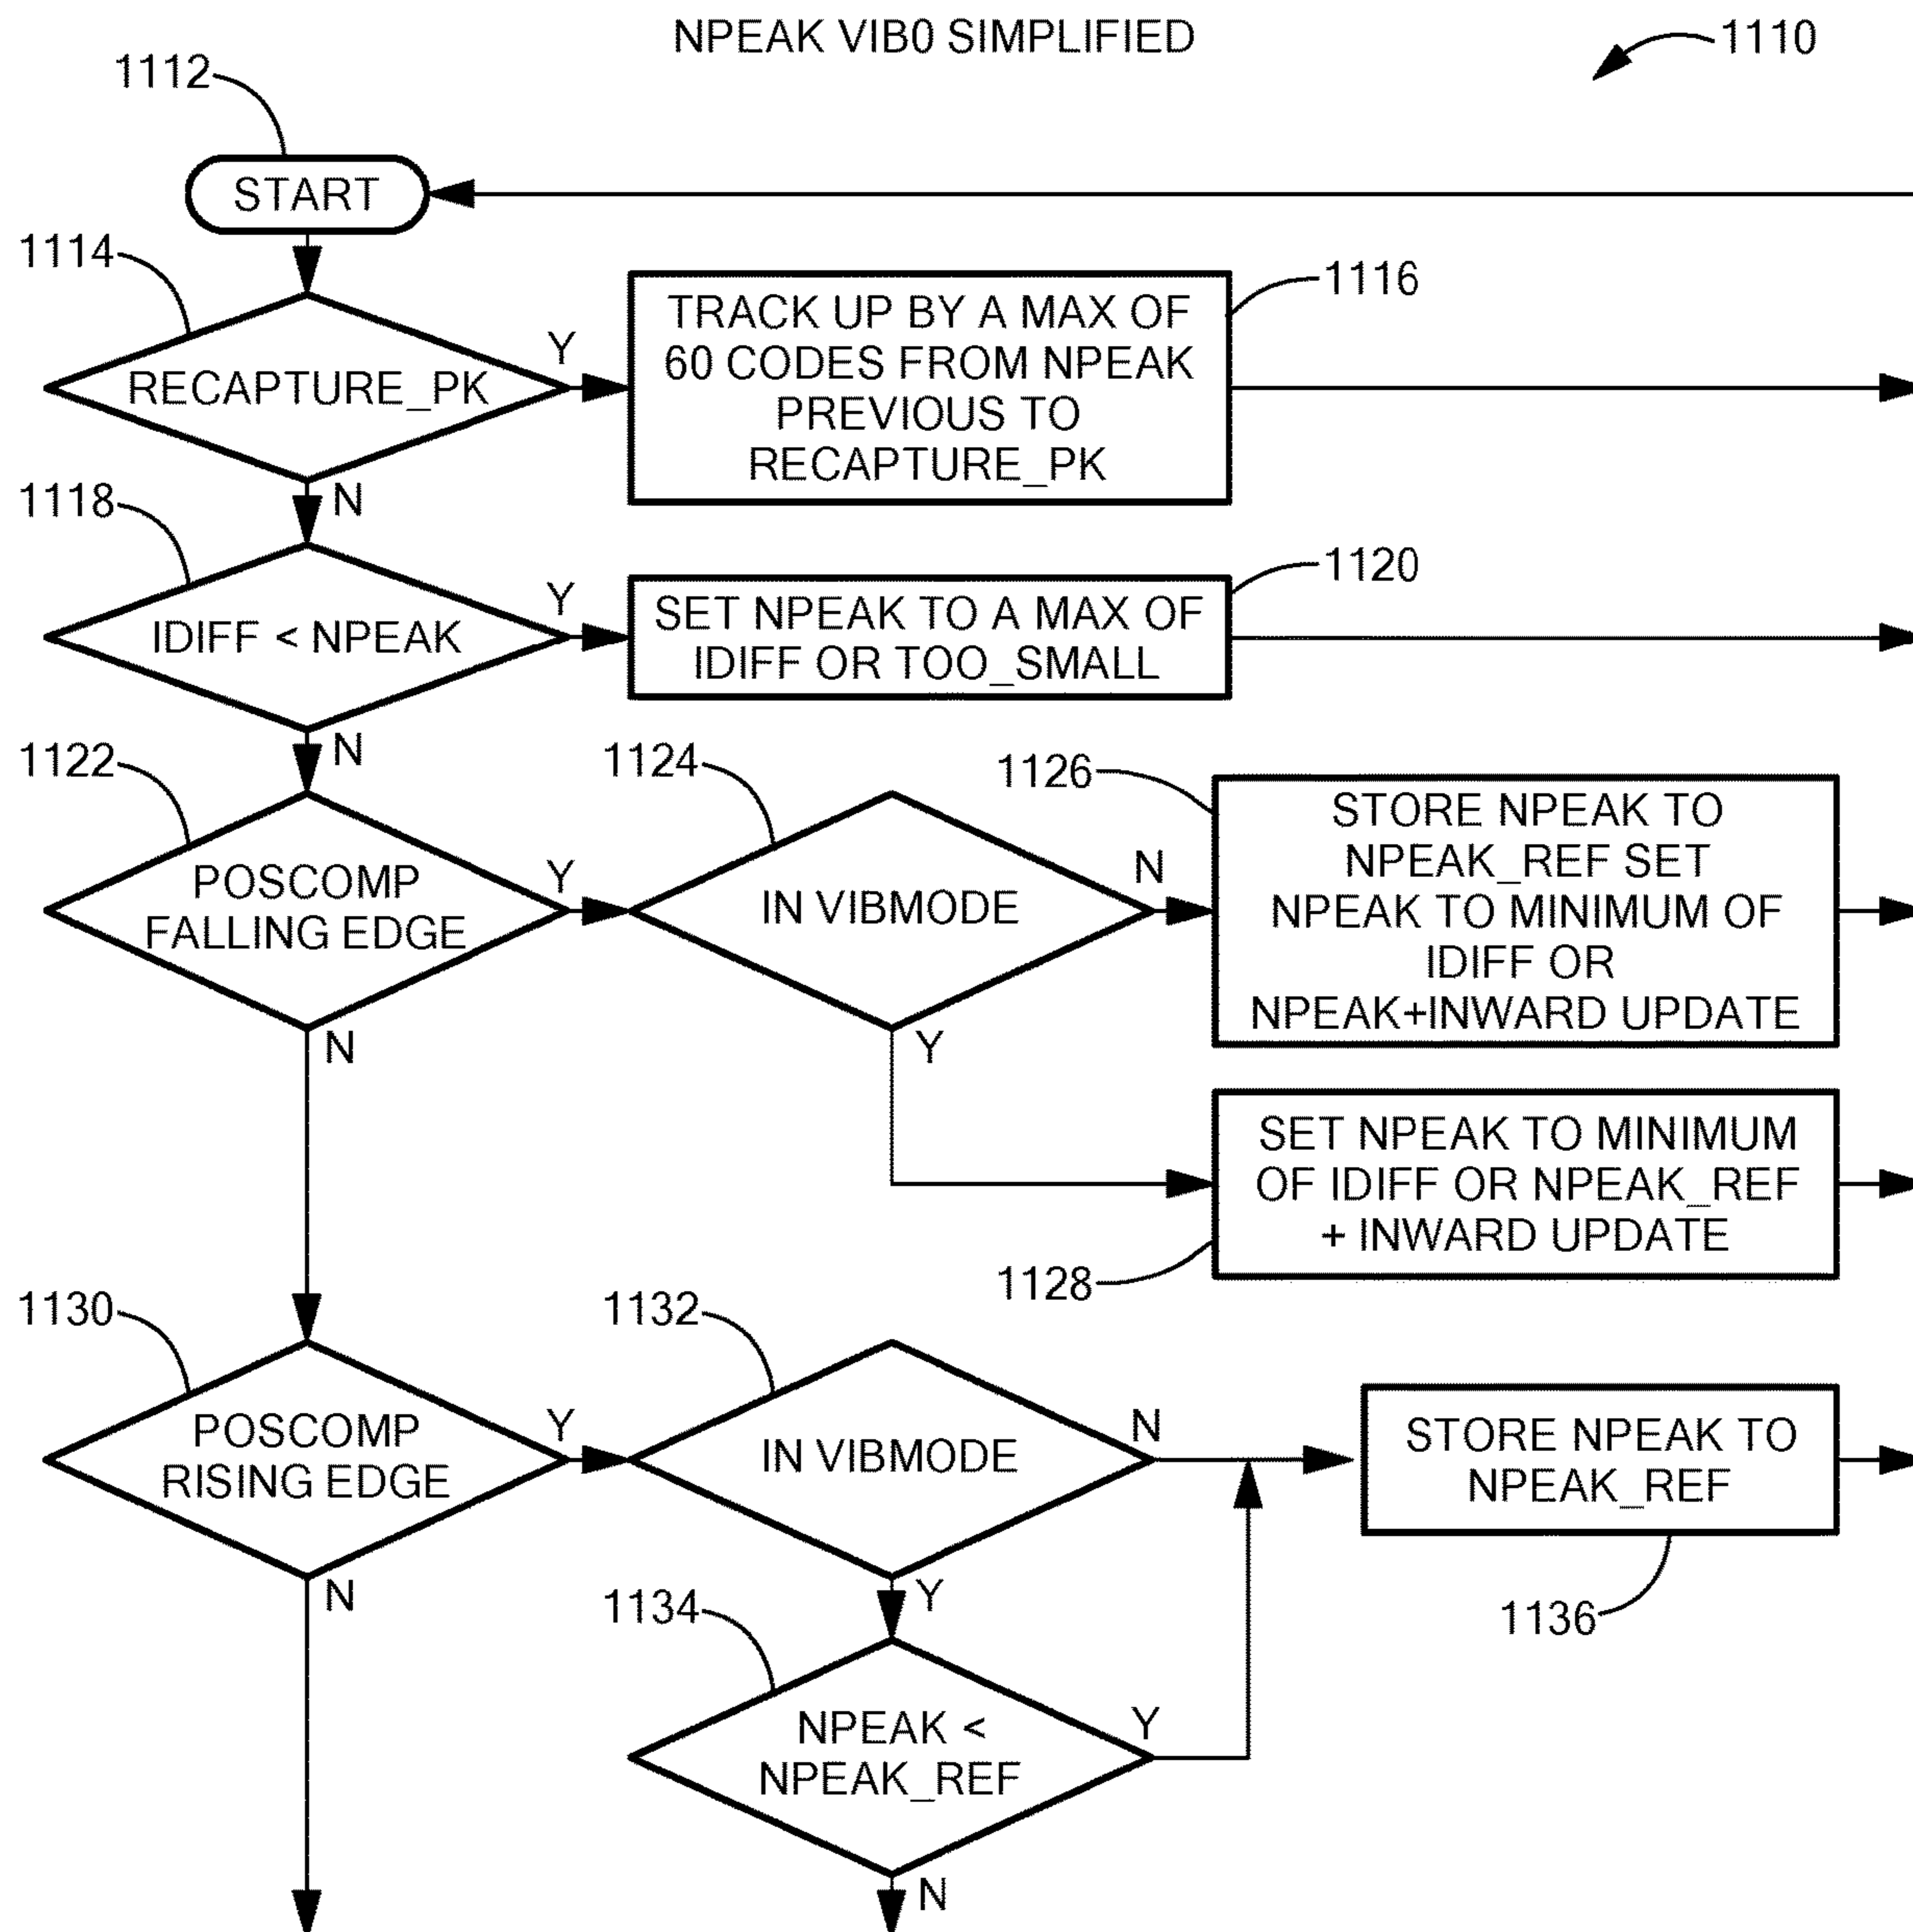 NPEAK VIB0 SIMPLIFIED
1110
1112
START
1114
RECAPTURE_PK
Y
N
1116
TRACK UP BY A MAX OF
60 CODES FROM NPEAK
PREVIOUS TO
RECAPTURE_PK
1118
IDIFF < NPEAK
Y
N
1120
SET NPEAK TO A MAX OF
IDIFF OR TOO_SMALL
1122
POSCOMP
FALLING EDGE
Y
N
1124
IN VIBMODE
N
Y
1126
STORE NPEAK TO
NPEAK_REF SET
NPEAK TO MINIMUM OF
IDIFF OR
NPEAK+INWARD UPDATE
SET NPEAK TO MINIMUM
OF IDIFF OR NPEAK_REF
+ INWARD UPDATE
1128
1130
POSCOMP
RISING EDGE
Y
N
1132
IN VIBMODE
N
Y
STORE NPEAK TO
NPEAK_REF
1136
1134
NPEAK <
NPEAK_REF
Y
N